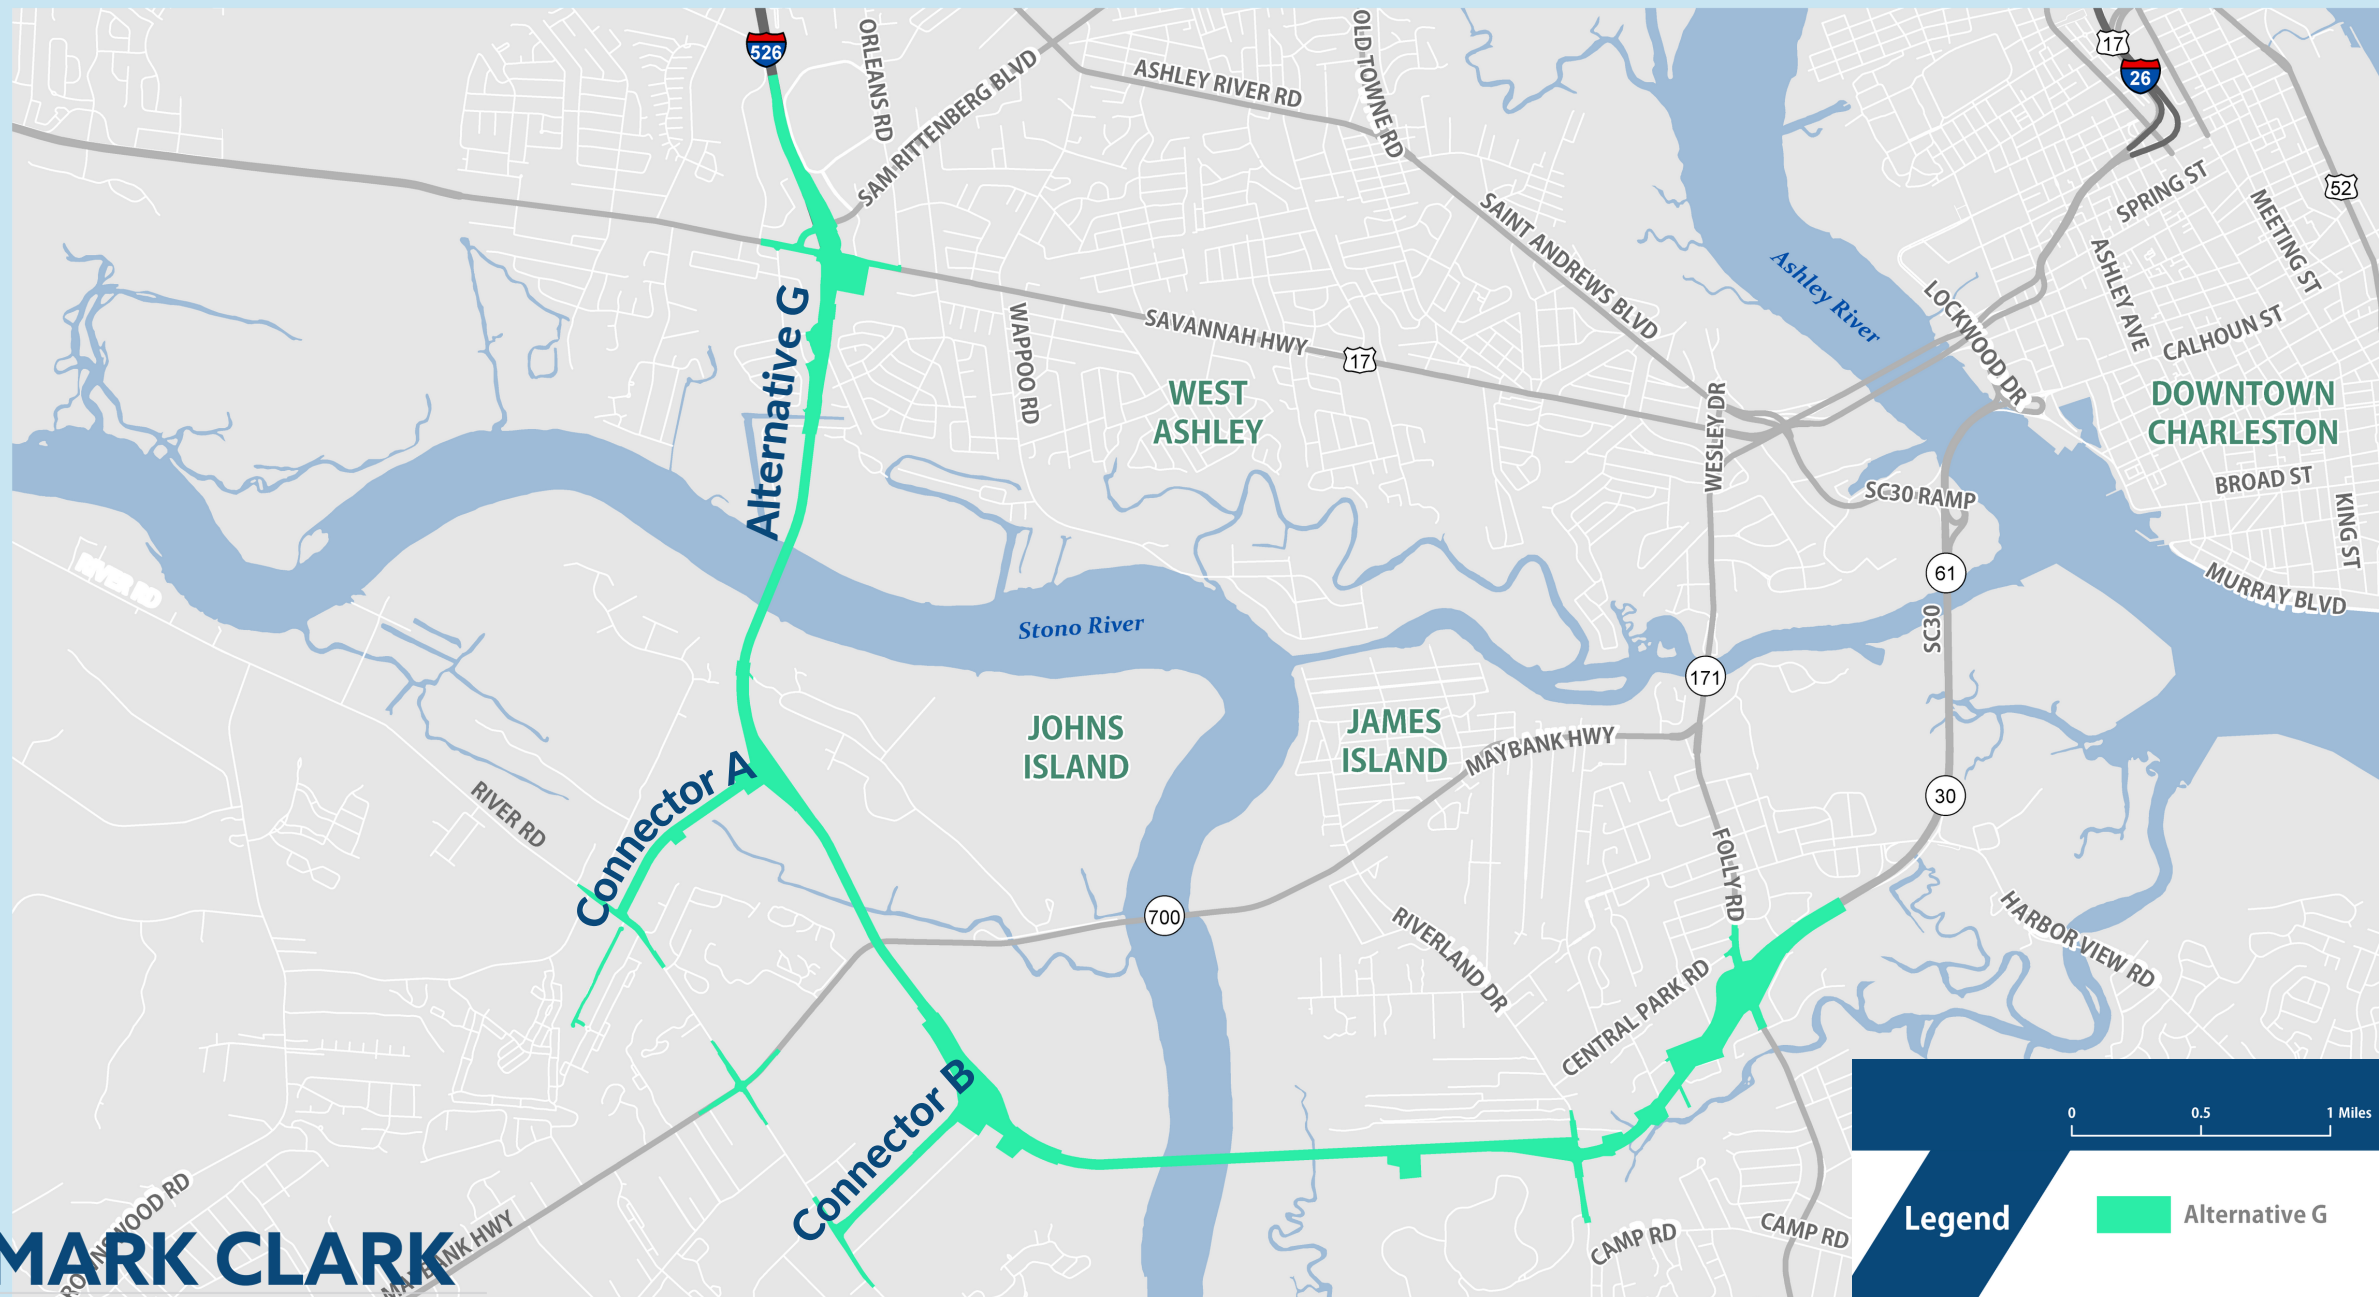 526
ORLEANS RD
SAM RITTENBERG BLVD
ASHLEY RIVER RD
OLD TOWNE RD
17
26
52
SPRING ST
MEETING ST
ASHLEY AVE
SAINT ANDREWS BLVD
Ashley River
LOCKWOOD DR
CALHOUN ST
Alternative G
WAPPOO RD
SAVANNAH HWY
17
WEST
ASHLEY
WESLEY DR
DOWNTOWN
CHARLESTON
BROAD ST
KING ST
SC30 RAMP
61
MURRAY BLVD
SC30
RIVER RD
Stono River
171
JOHNS
ISLAND
JAMES
ISLAND
MAYBANK HWY
30
Connector A
RIVER RD
FOLLY RD
700
RIVERLAND DR
CENTRAL PARK RD
HARBOR VIEW RD
Connector B
CAMP RD
CAMP RD
MAYBANK HWY
MARK CLARK
0 0.5 1 Miles
Legend
Alternative G